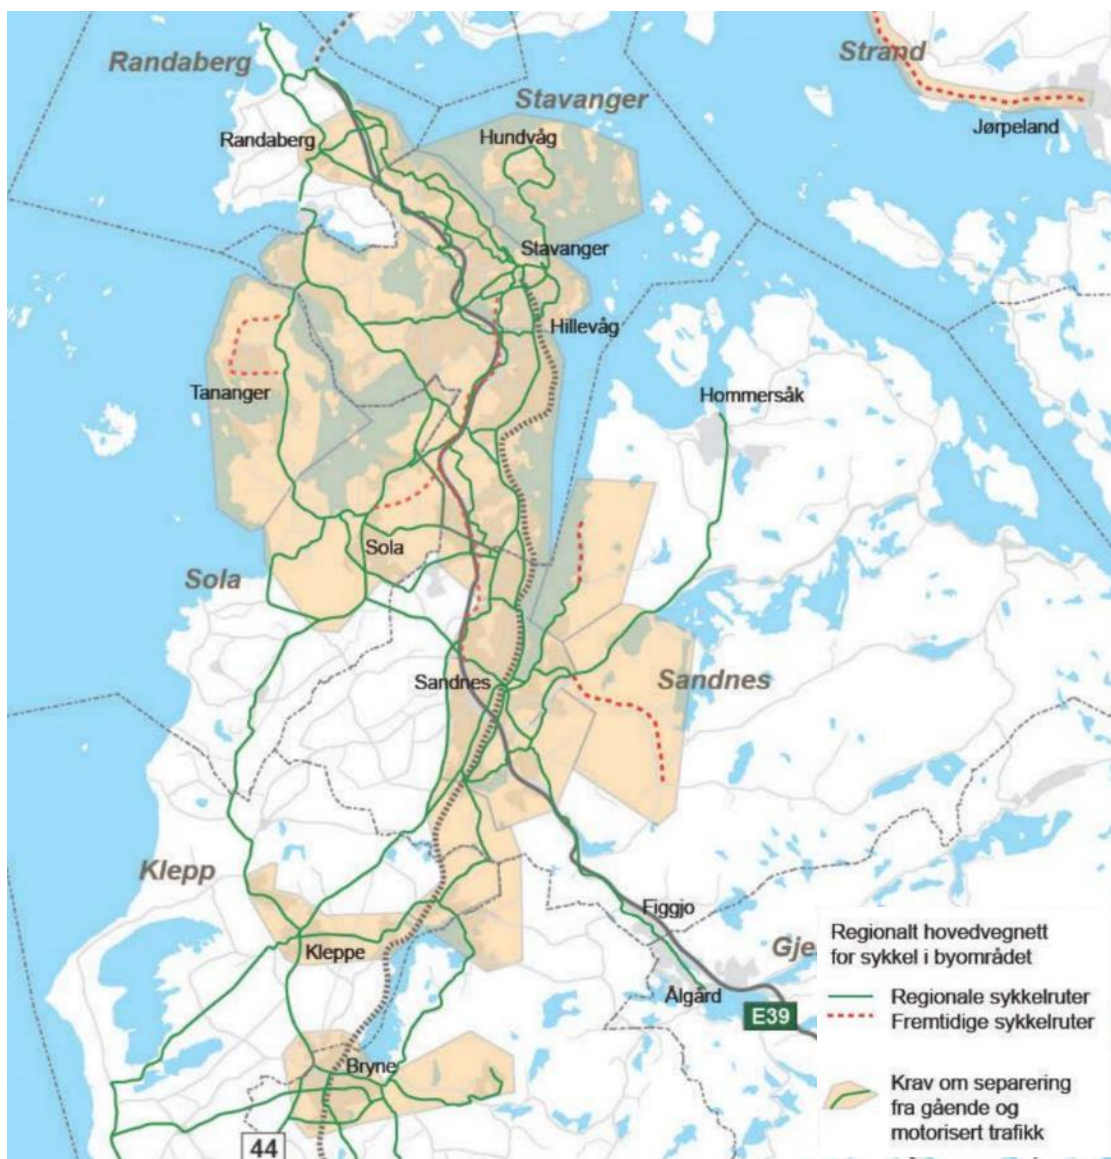 Randaberg
Strand
Stavanger
Randaberg
Hundvåg
Jørpeland
Stavanger
Hillevåg
Tananger
Hommersåk
Sola
Sola
Sandnes
Sandnes
Klepp
Figgjo
Kleppe
Gje
Ålgård
E39
Bryne
44
Regionalt hovedvegnett
for sykkel i byområdet
Regionale sykkelruter
Fremtidige sykkelruter
Krav om separering
fra gående og
motorisert trafikk